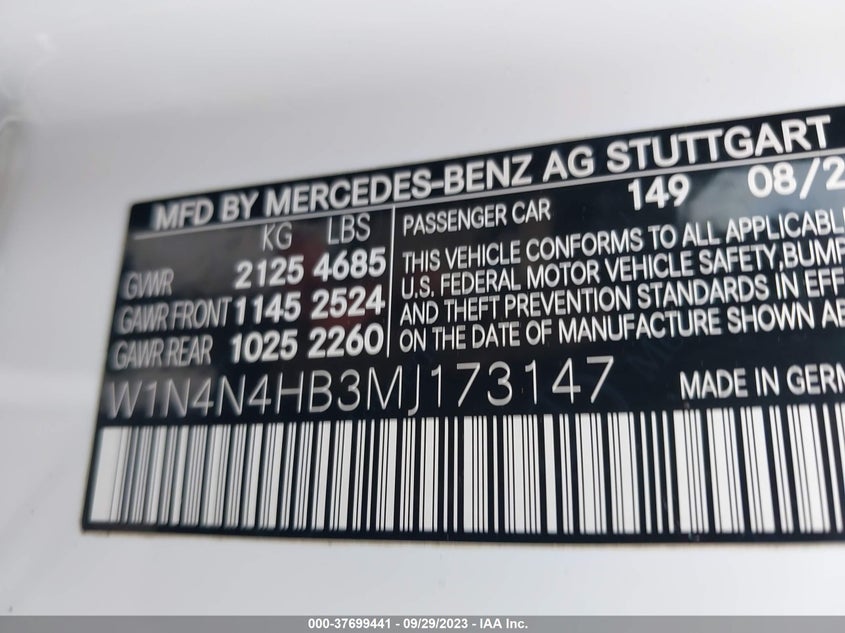 MFD BY MERCEDES-BENZ AG STUTTGART
KG LBS
GVWR 2125 4685
GAWR FRONT 1145 2524
GAWR REAR 1025 2260
149 08/2
PASSENGER CAR
THIS VEHICLE CONFORMS TO ALL APPLICABLE
U.S. FEDERAL MOTOR VEHICLE SAFETY, BUMP
AND THEFT PREVENTION STANDARDS IN EFF
ON THE DATE OF MANUFACTURE SHOWN AB
W1N4N4HB3MJ173147
MADE IN GERM
000-37699441 - 09/29/2023 - IAA Inc.